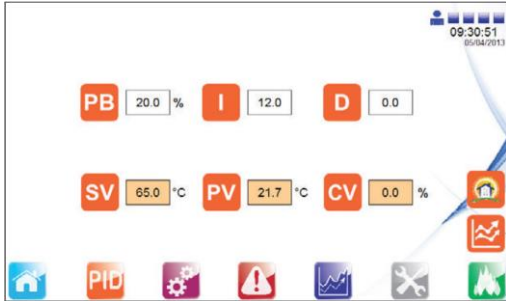 09:30:51
05/04/2013
PB 20.0 % I 12.0 D 0.0
SV 65.0 °C PV 21.7 °C CV 0.0 %
PID